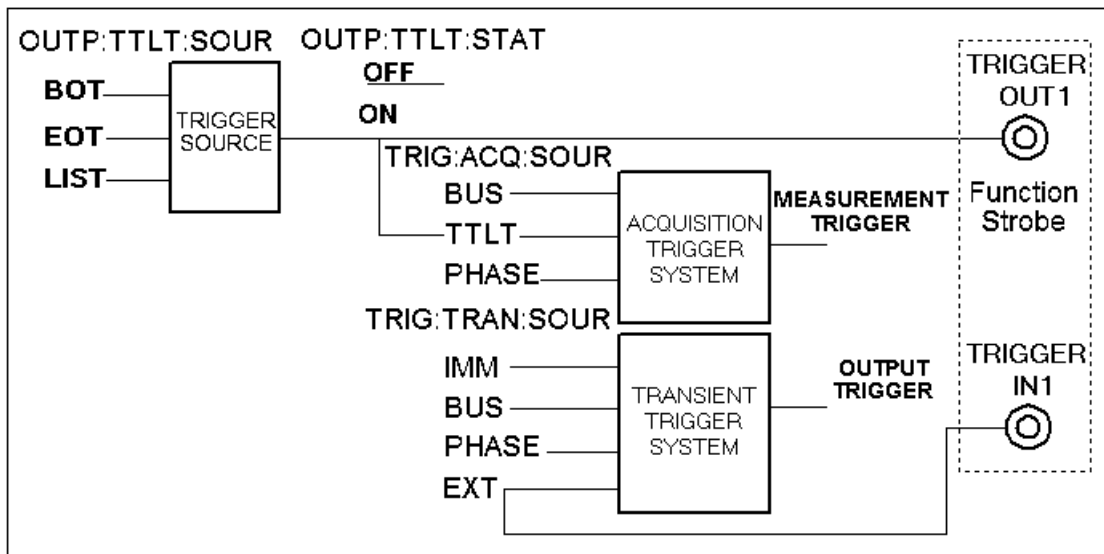 OUTP:TTLT:SOUR
OUTP:TTLT:STAT
BOT
EOT
LIST
TRIGGER
SOURCE
OFF
ON
TRIGGER
OUT1
Function
Strobe
TRIG:ACQ:SOUR
BUS
TTLT
PHASE
ACQUISITION
TRIGGER
SYSTEM
MEASUREMENT
TRIGGER
TRIG:TRAN:SOUR
IMM
BUS
PHASE
EXT
TRANSIENT
TRIGGER
SYSTEM
OUTPUT
TRIGGER
TRIGGER
IN1